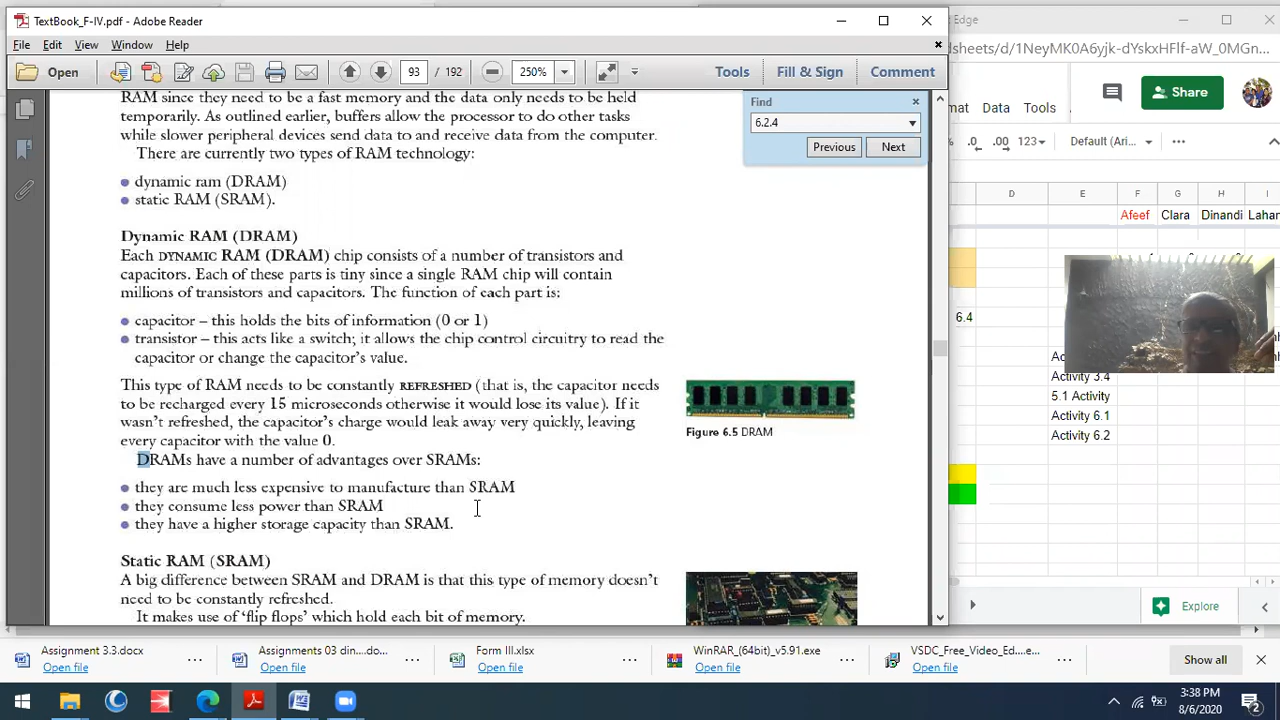 TextBook_F-IV.pdf - Adobe Reader
Edge
File Edit View Window Help
dsheets/d/1NeyMK0A6yjk-dYskxHFlf-aW_0MGn...
Open 93 / 192 250% Tools Fill & Sign Comment
mat Data Tools Share
RAM since they need to be a fast memory and the data only needs to be held
temporarily. As outlined earlier, buffers allow the processor to do other tasks
while slower peripheral devices send data to and receive data from the computer.
There are currently two types of RAM technology:
Find
6.2.4
Previous Next
.0 .00 123 Default (Ari...
• dynamic ram (DRAM)
• static RAM (SRAM).
D E F G H I
Afeef Clara Dinandi Lahar
Dynamic RAM (DRAM)
Each DYNAMIC RAM (DRAM) chip consists of a number of transistors and
capacitors. Each of these parts is tiny since a single RAM chip will contain
millions of transistors and capacitors. The function of each part is:
• capacitor – this holds the bits of information (0 or 1)
• transistor – this acts like a switch; it allows the chip control circuitry to read the
capacitor or change the capacitor's value.
6.4
This type of RAM needs to be constantly REFRESHED (that is, the capacitor needs
to be recharged every 15 microseconds otherwise it would lose its value). If it
wasn't refreshed, the capacitor's charge would leak away very quickly, leaving
every capacitor with the value 0.
Figure 6.5 DRAM
Activity 3.4
5.1 Activity
Activity 6.1
Activity 6.2
DRAMs have a number of advantages over SRAMs:
• they are much less expensive to manufacture than SRAM
• they consume less power than SRAM
• they have a higher storage capacity than SRAM.
Static RAM (SRAM)
A big difference between SRAM and DRAM is that this type of memory doesn't
need to be constantly refreshed.
It makes use of 'flip flops' which hold each bit of memory.
Explore
Assignment 3.3.docx
Open file
Assignments 03 din....do...
Open file
Form III.xlsx
Open file
WinRAR_(64bit)_v5.91.exe
Open file
VSDC_Free_Video_Ed....e...
Open file
Show all
3:38 PM
8/6/2020
2